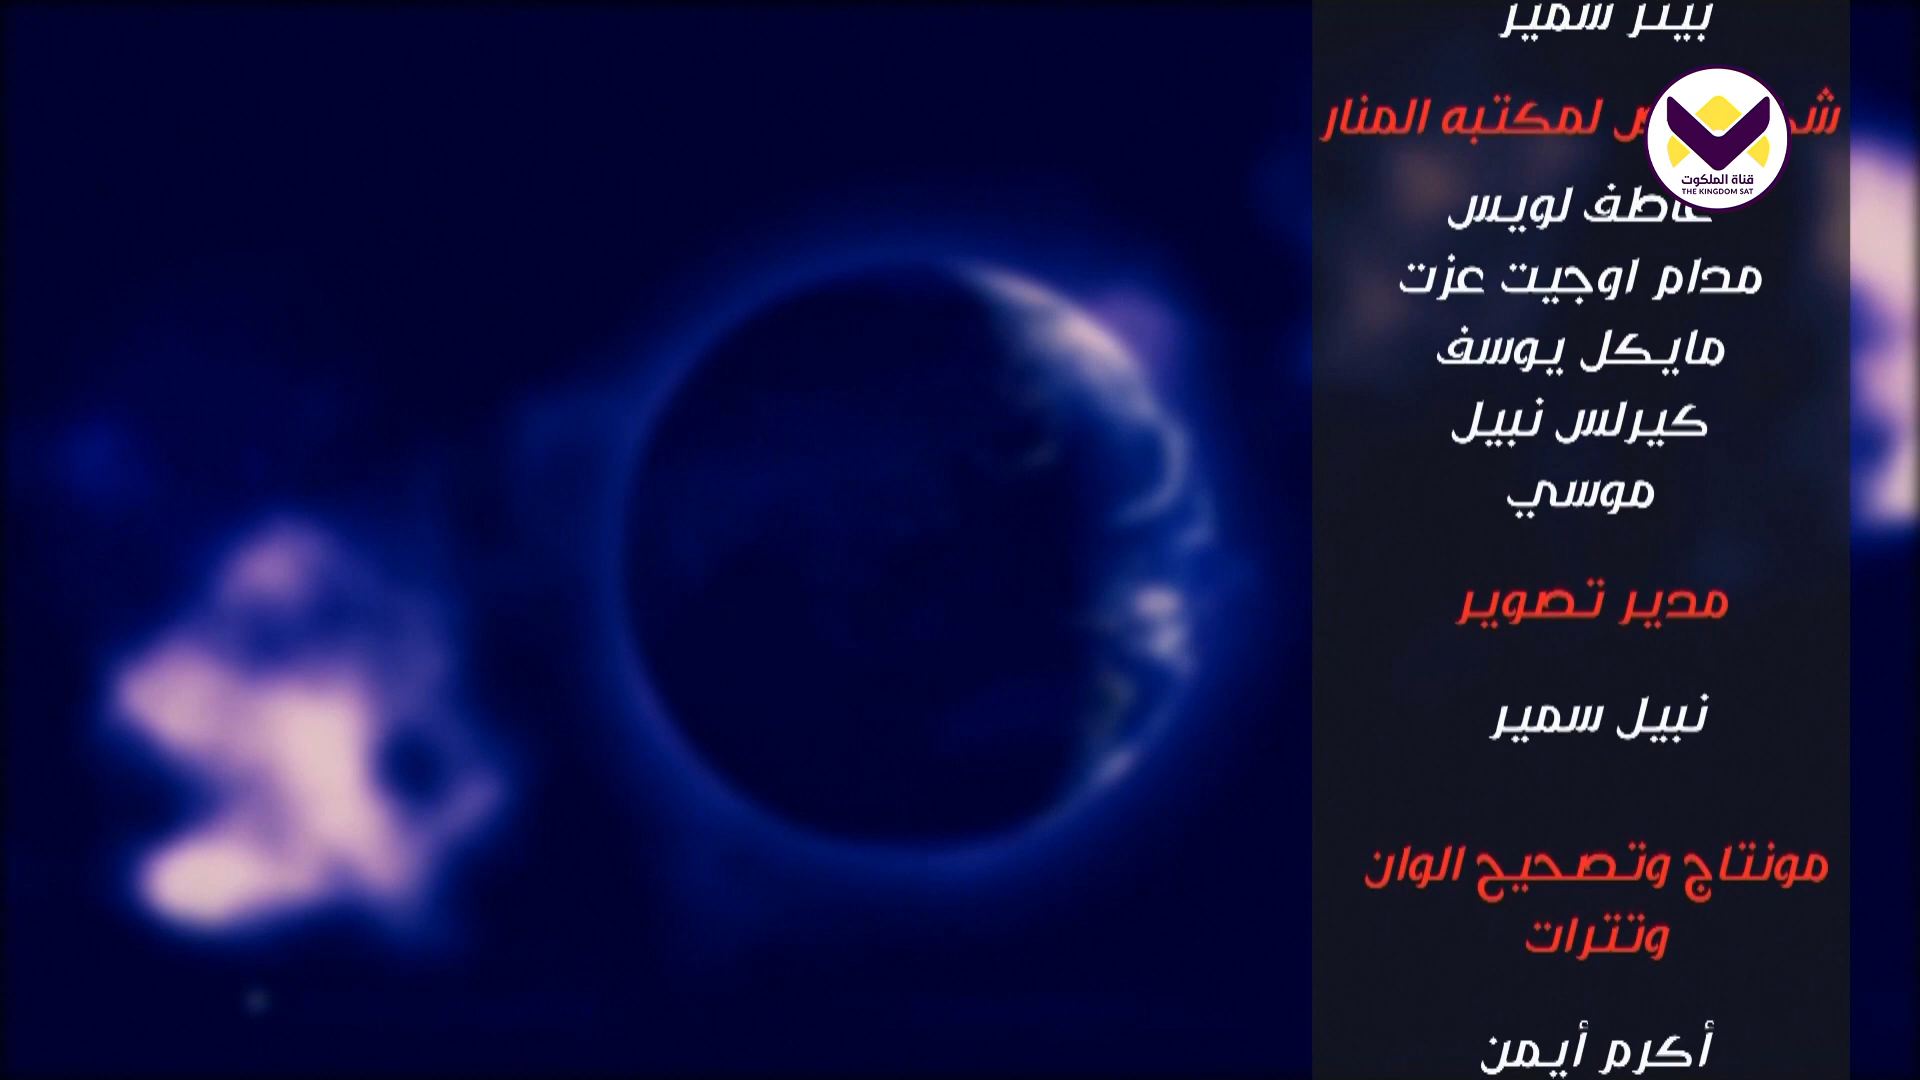 بيتر سمير
لمكتبه المنار
قناة الملكوت
THE KINGDOM SAT
عاطف لويس
مدام اوجيت عزت
مايكل يوسف
كيرلس نبيل
موسي
مدير تصوير
نبيل سمير
مونتاج وتصحيح الوان
وتترات
أكرم أيمن